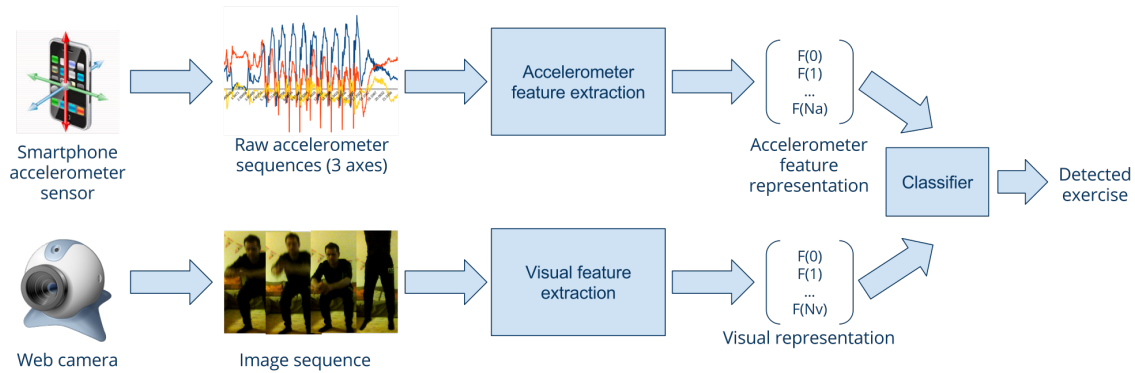 Smartphone
accelerometer
sensor
Raw accelerometer
sequences (3 axes)
Accelerometer
feature extraction
F(0)
F(1)
...
F(Na)
Accelerometer
feature
representation
Classifier
Detected
exercise
Web camera
Image sequence
Visual feature
extraction
F(0)
F(1)
...
F(Nv)
Visual representation